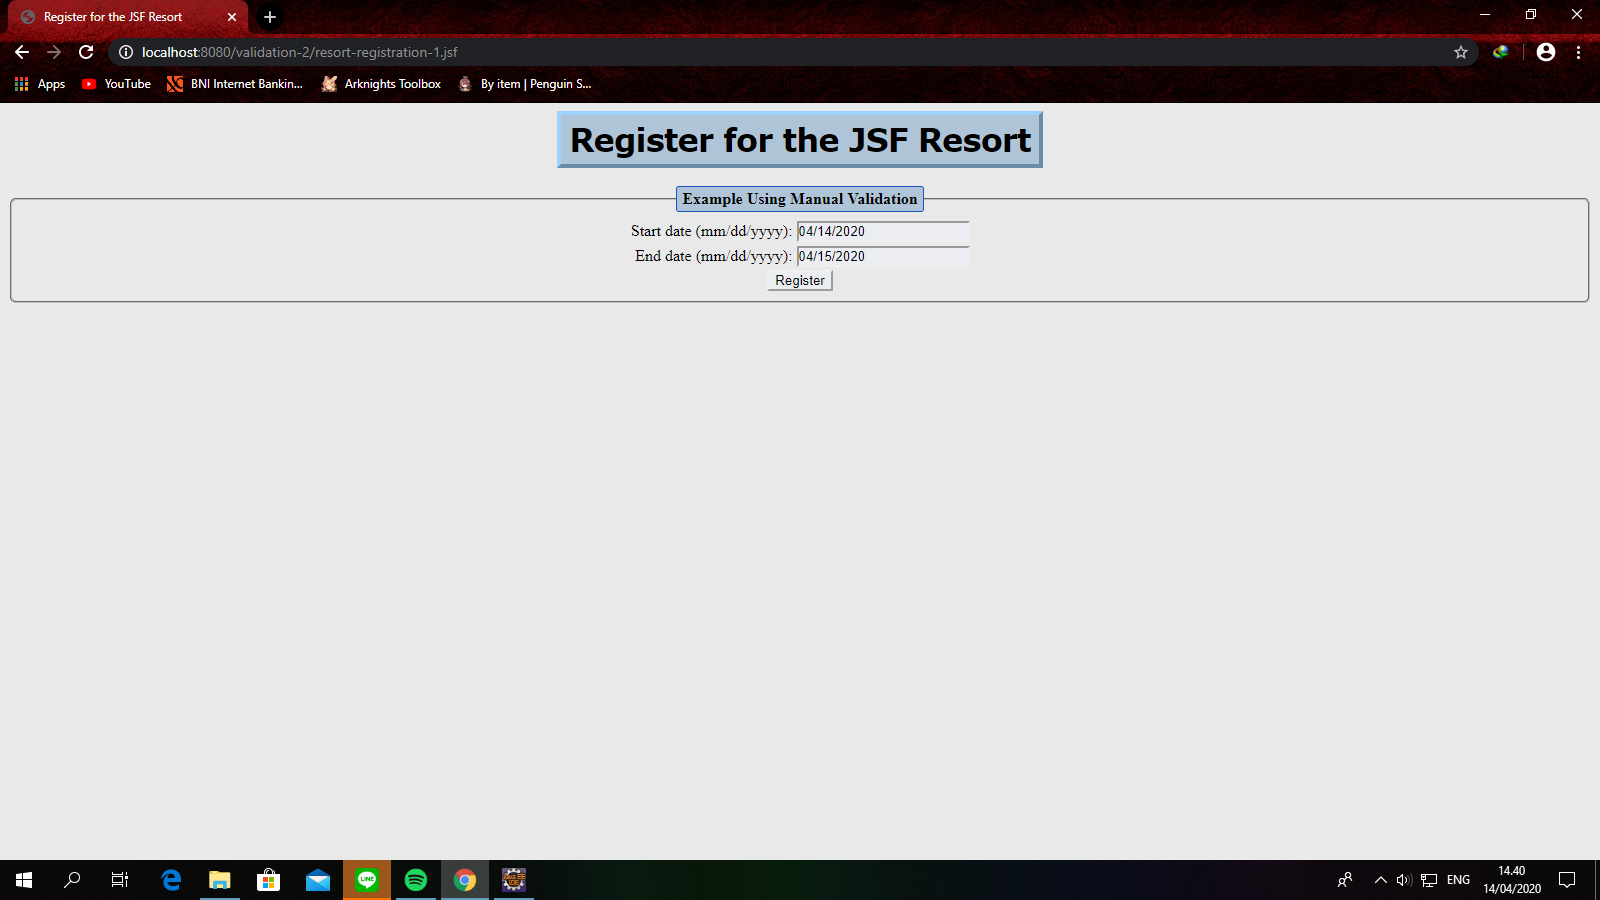 Register for the JSF Resort
localhost:8080/validation-2/resort-registration-1.jsf
Apps YouTube BNI Internet Bankin... Arknights Toolbox By item | Penguin S...
Register for the JSF Resort
Example Using Manual Validation
Start date (mm/dd/yyyy): 04/14/2020
End date (mm/dd/yyyy): 04/15/2020
Register
LINE
ENG
14.40
14/04/2020